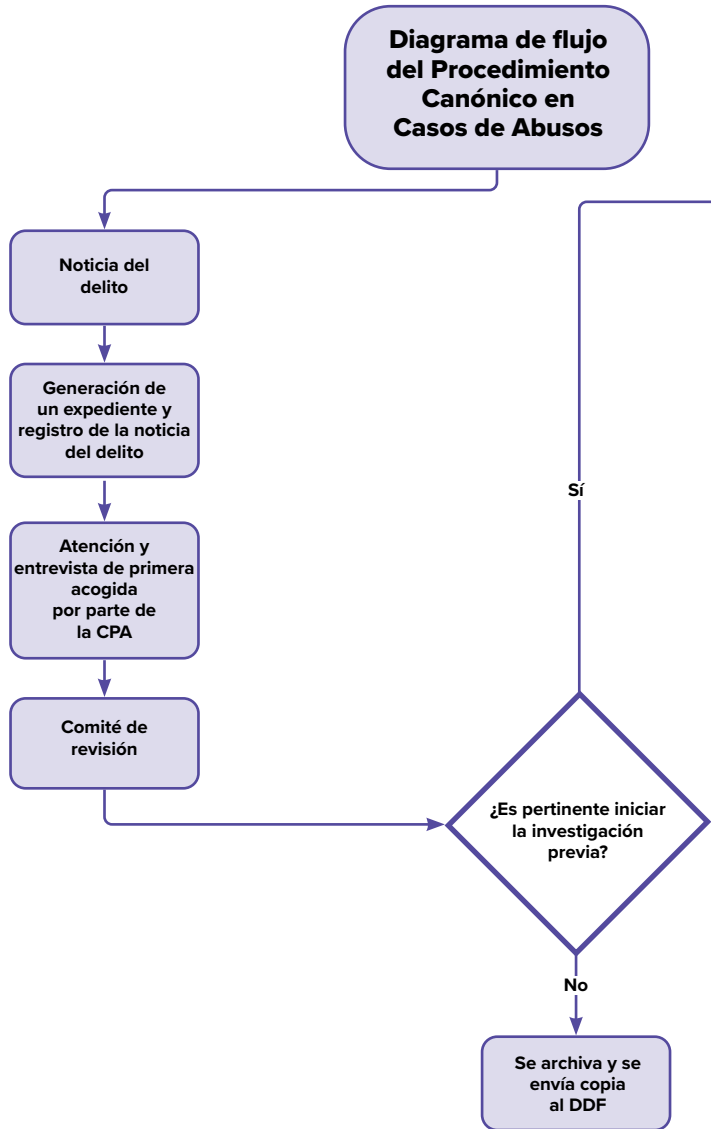 Diagrama de flujo
del Procedimiento
Canónico en
Casos de Abusos
Noticia del
delito
Generación de
un expediente y
registro de la noticia
del delito
Atención y
entrevista de primera
acogida
por parte de
la CPA
Comité de
revisión
Sí
¿Es pertinente iniciar
la investigación
previa?
No
Se archiva y se
envía copia
al DDF